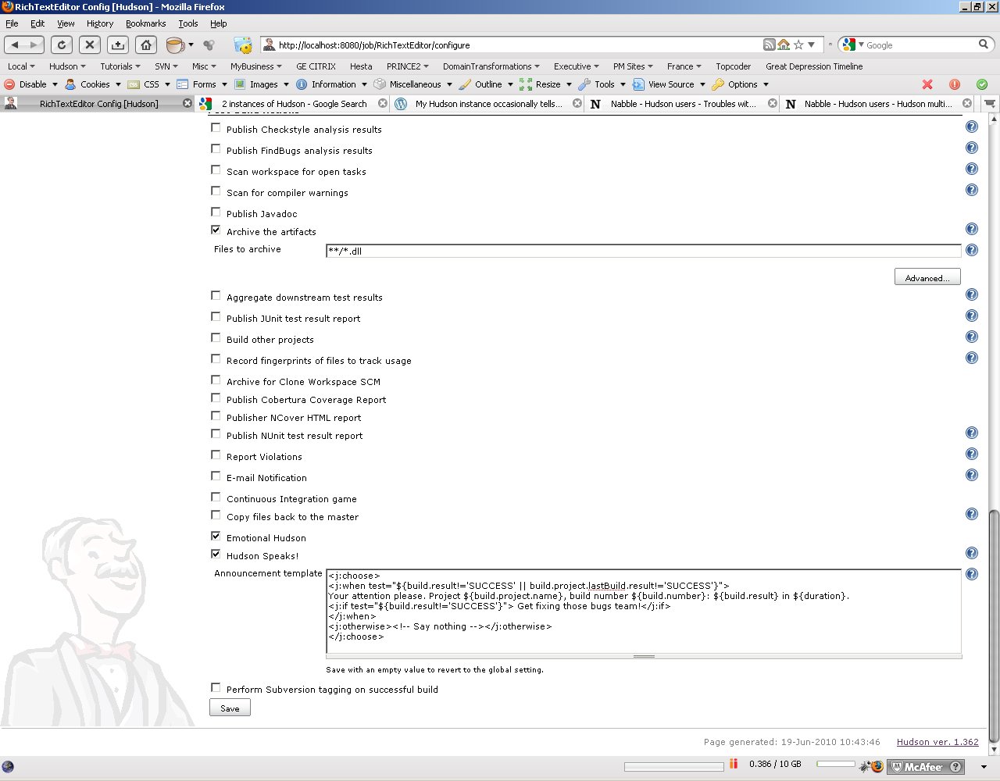 RichTextEditor Config [Hudson] - Mozilla Firefox
File Edit View History Bookmarks Tools Help
http://localhost:8080/job/RichTextEditor/configure Google
Local Hudson Tutorials SVN Misc MyBusiness GE CITRIX Hesta PRINCE2 DomainTransformations Executive PM Sites France Topcoder Great Depression Timeline
Disable Cookies CSS Forms Images Information Miscellaneous Outline Resize Tools View Source Options
RichTextEditor Config [Hudson] 2 instances of Hudson - Google Search My Hudson instance occasionally tells... Nabble - Hudson users - Troubles wit... Nabble - Hudson users - Hudson multi...
Publish Checkstyle analysis results
Publish FindBugs analysis results
Scan workspace for open tasks
Scan for compiler warnings
Publish Javadoc
Archive the artifacts
Files to archive **/*.dll
Advanced...
Aggregate downstream test results
Publish JUnit test result report
Build other projects
Record fingerprints of files to track usage
Archive for Clone Workspace SCM
Publish Cobertura Coverage Report
Publisher NCover HTML report
Publish NUnit test result report
Report Violations
E-mail Notification
Continuous Integration game
Copy files back to the master
Emotional Hudson
Hudson Speaks!
Announcement template <j:choose>
<j:when test="${build.result!='SUCCESS' || build.project.lastBuild.result!='SUCCESS'}">
Your attention please. Project ${build.project.name}, build number ${build.number}: ${build.result} in ${duration}.
<j:if test="${build.result!='SUCCESS'}"> Get fixing those bugs team!</j:if>
</j:when>
<j:otherwise><!-- Say nothing --></j:otherwise>
</j:choose>
Save with an empty value to revert to the global setting.
Perform Subversion tagging on successful build
Save
Page generated: 19-Jun-2010 10:43:46 Hudson ver. 1.362
0.386 / 10 GB McAfee